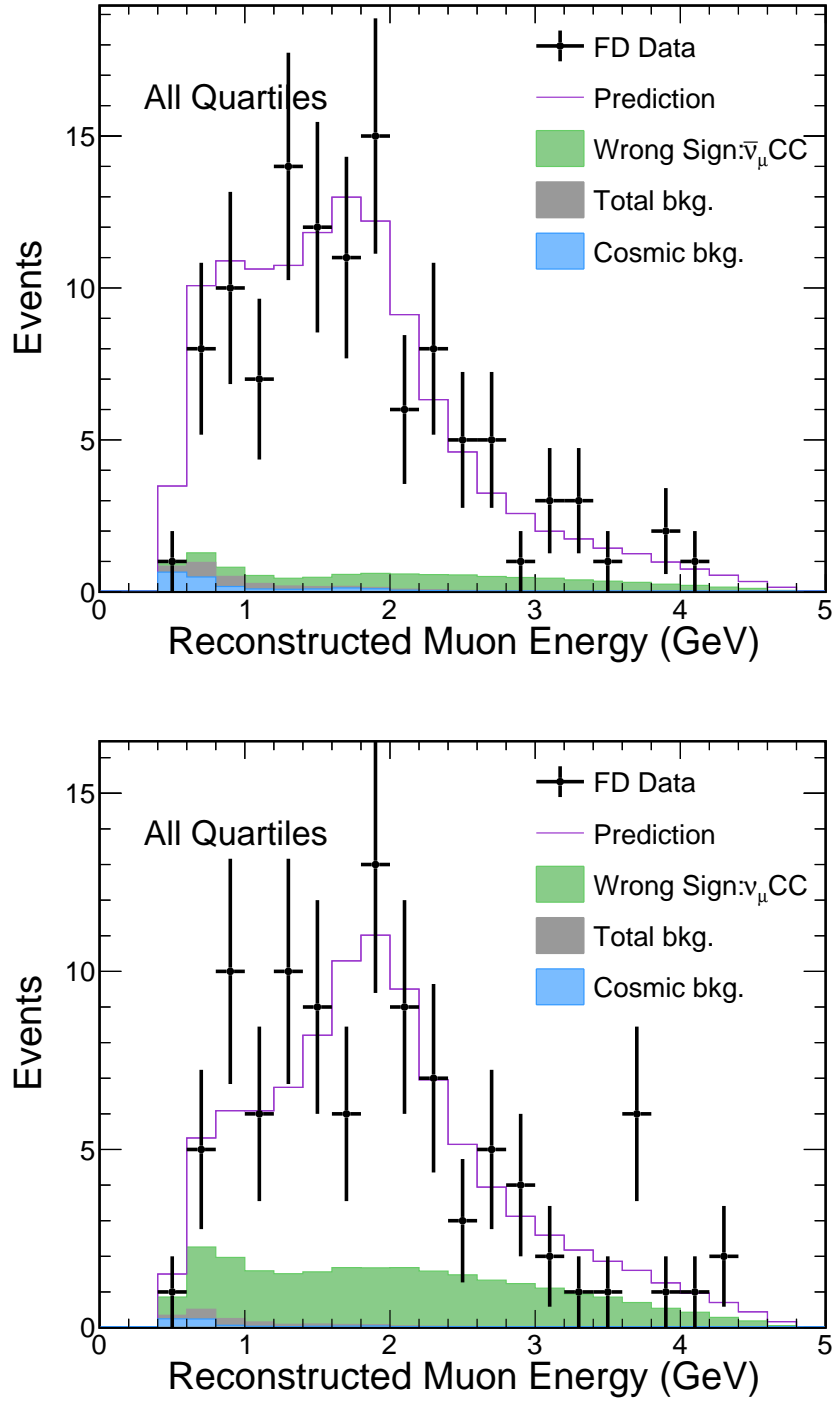 All Quartiles
FD Data
Prediction
Wrong Sign:ν̅_μCC
Total bkg.
Cosmic bkg.
Events
15
10
5
0
0 1 2 3 4 5
Reconstructed Muon Energy (GeV)
All Quartiles
FD Data
Prediction
Wrong Sign:ν_μCC
Total bkg.
Cosmic bkg.
Events
15
10
5
0
0 1 2 3 4 5
Reconstructed Muon Energy (GeV)